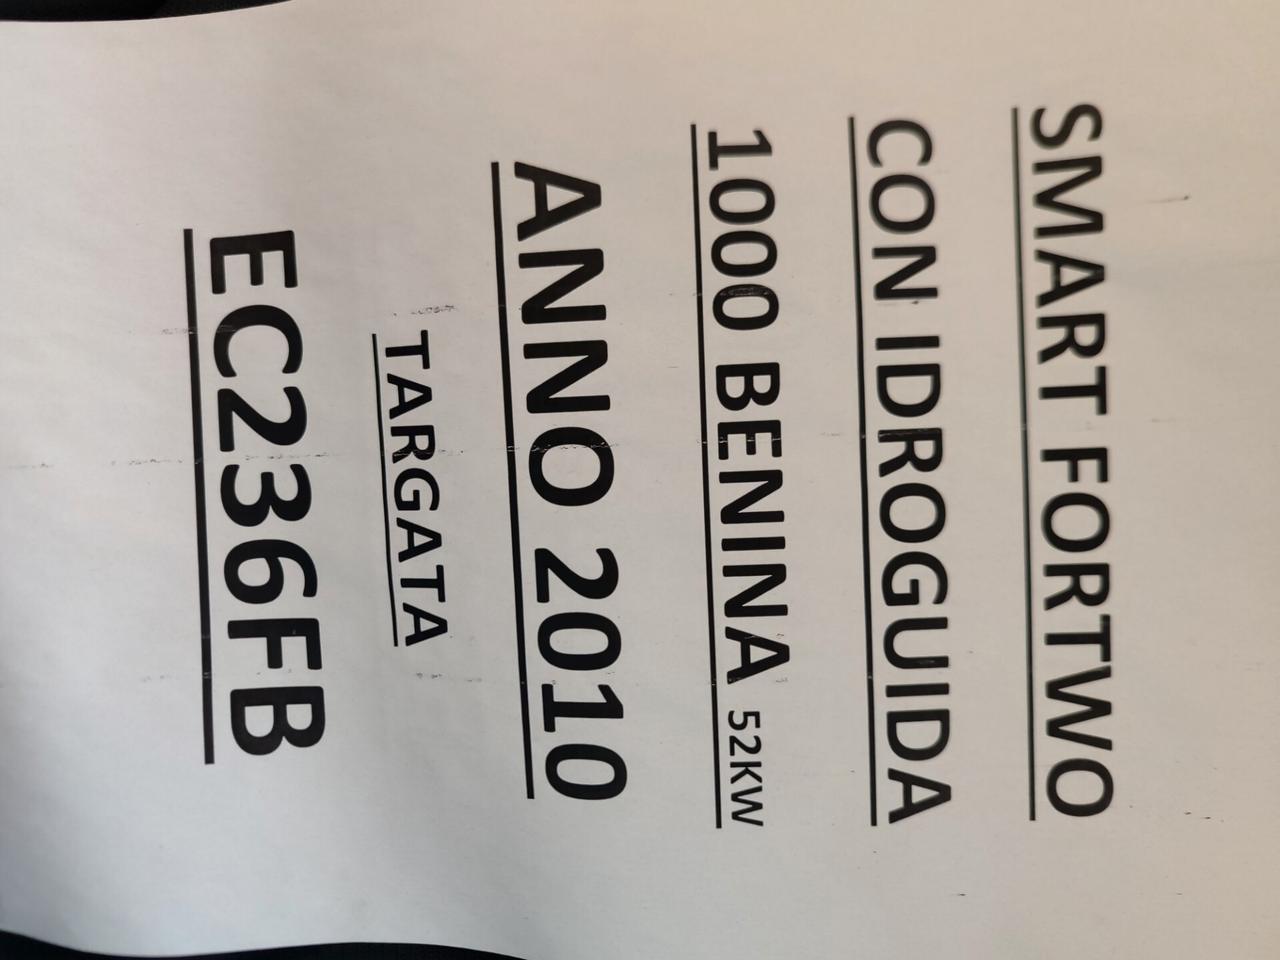 SMART FORTWO
CON IDROGUIDA
1000 BENINA 52KW
ANNO 2010
TARGATA
EC236FB